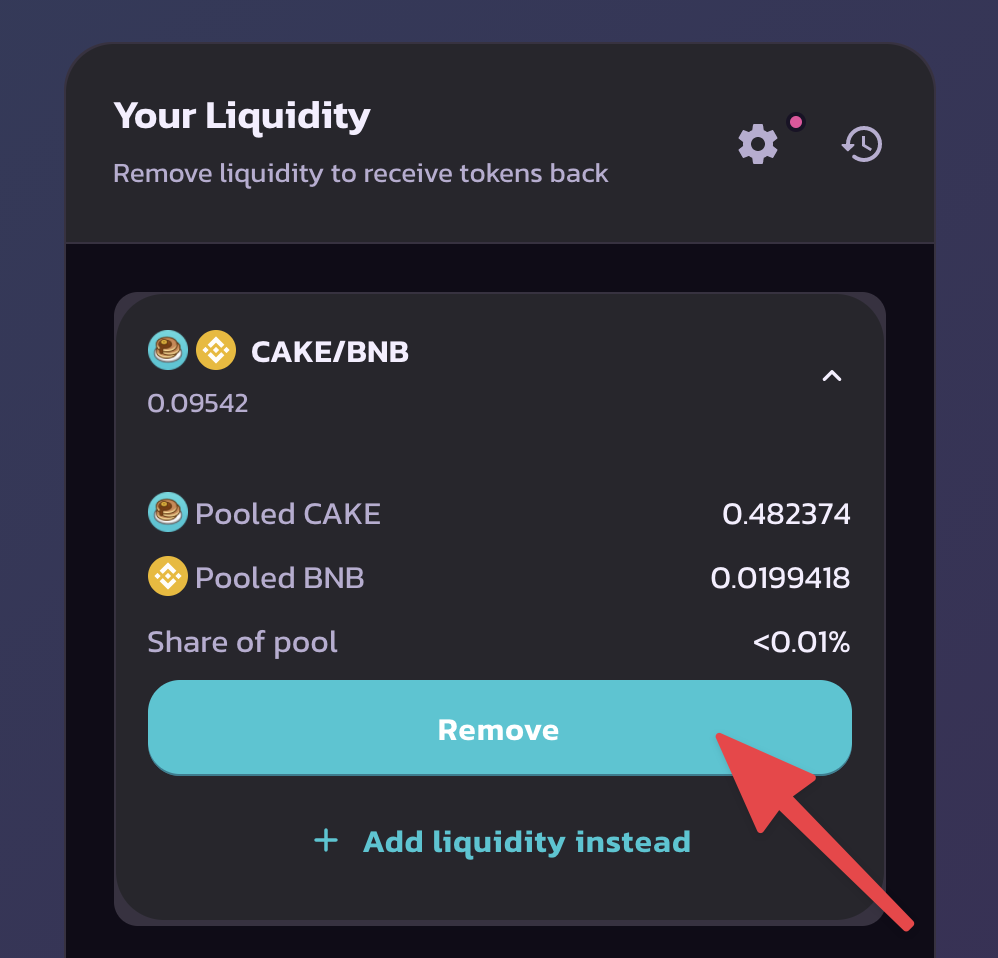 Your Liquidity
Remove liquidity to receive tokens back
CAKE/BNB
0.09542
Pooled CAKE 0.482374
Pooled BNB 0.0199418
Share of pool <0.01%
Remove
+ Add liquidity instead